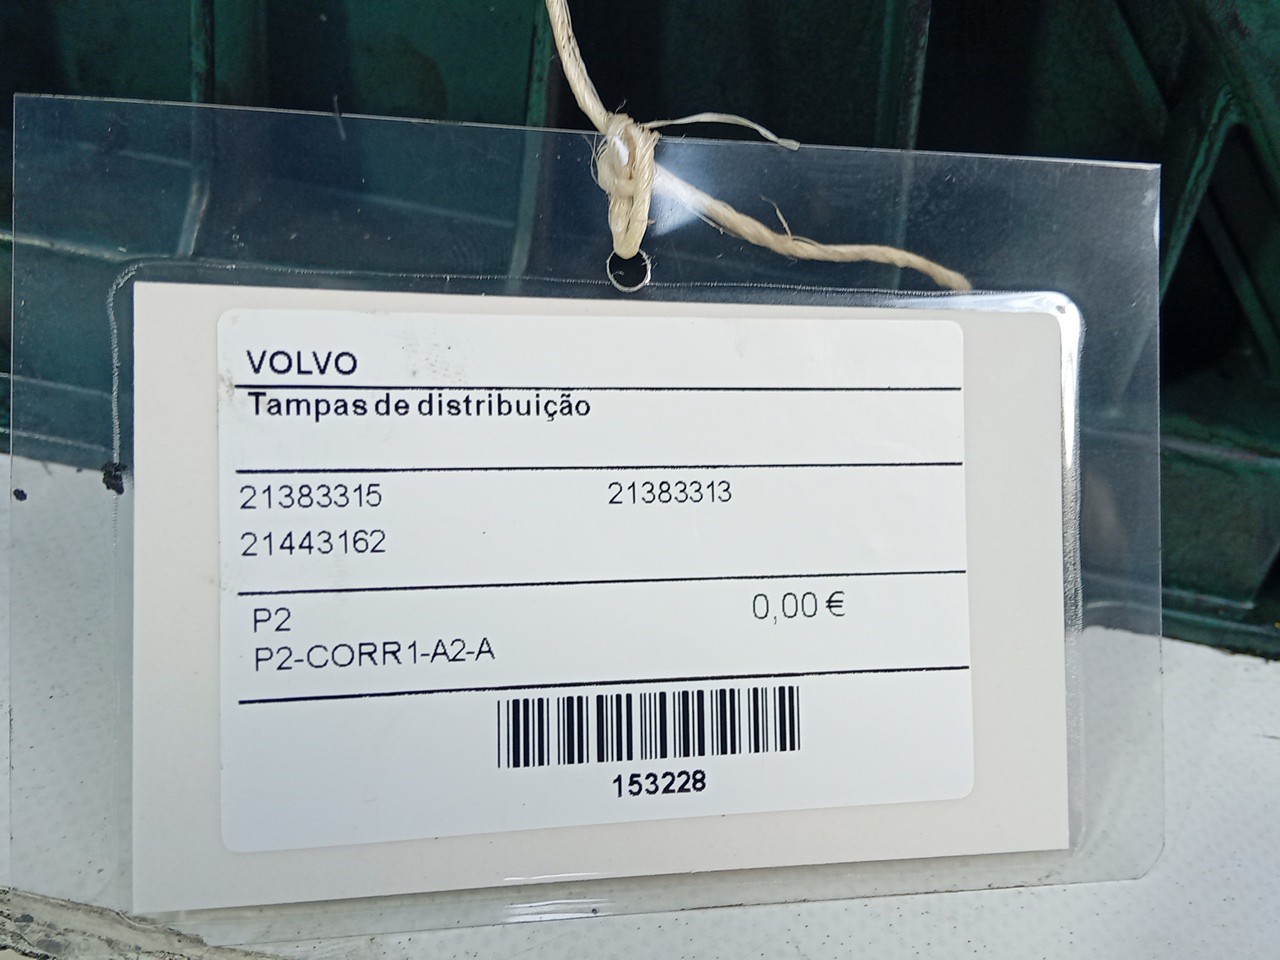 VOLVO
Tampas de distribuição
21383315 21383313
21443162
P2 0,00 €
P2-CORR1-A2-A
153228